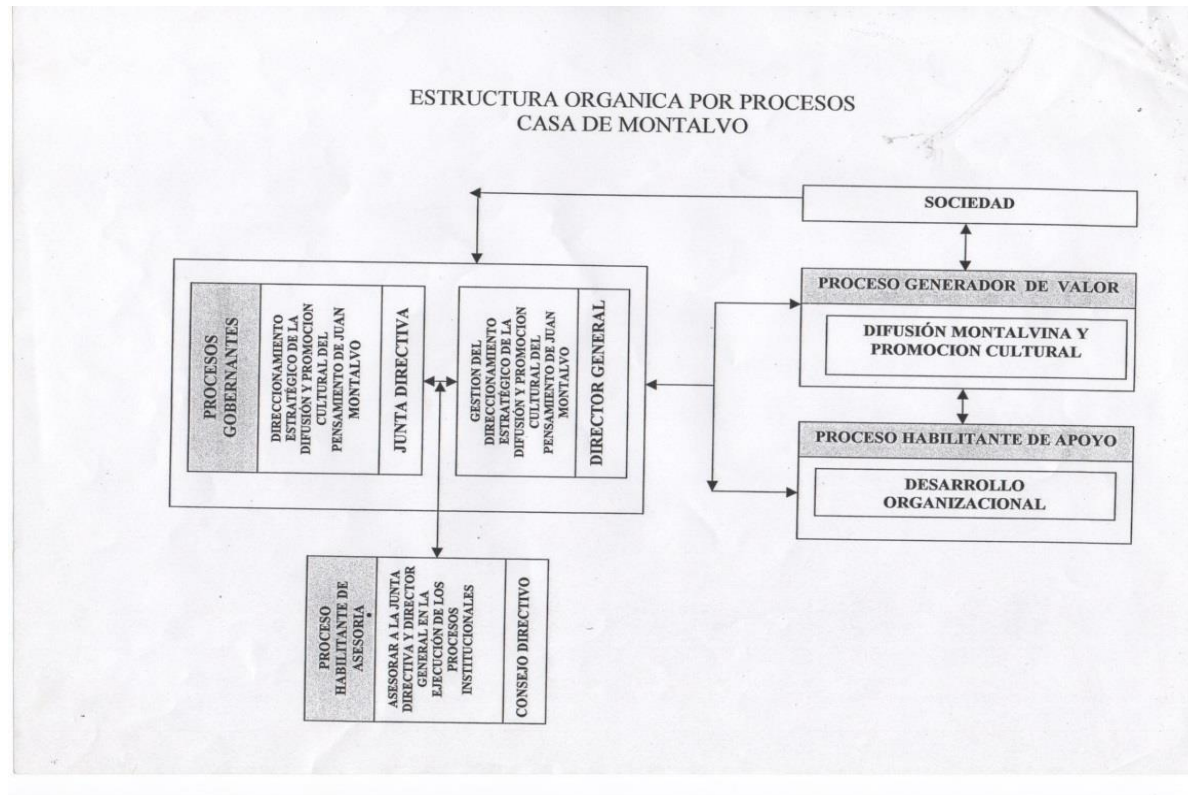 ESTRUCTURA ORGANICA POR PROCESOS
CASA DE MONTALVO
SOCIEDAD
PROCESOS
GOBERNANTES
DIRECCIONAMIENTO
ESTRATÉGICO DE LA
DIFUSIÓN Y PROMOCION
CULTURAL DEL
PENSAMIENTO DE JUAN
MONTALVO
JUNTA DIRECTIVA
GESTION DEL
DIRECCIONAMIENTO
ESTRATÉGICO DE LA
DIFUSIÓN Y PROMOCION
CULTURAL DEL
PENSAMIENTO DE JUAN
MONTALVO
DIRECTOR GENERAL
PROCESO GENERADOR DE VALOR
DIFUSIÓN MONTALVINA Y
PROMOCION CULTURAL
PROCESO HABILITANTE DE APOYO
DESARROLLO
ORGANIZACIONAL
PROCESO
HABILITANTE DE
ASESORIA
ASESORAR A LA JUNTA
DIRECTIVA Y DIRECTOR
GENERAL EN LA
EJECUCIÓN DE LOS
PROCESOS
INSTITUCIONALES
CONSEJO DIRECTIVO